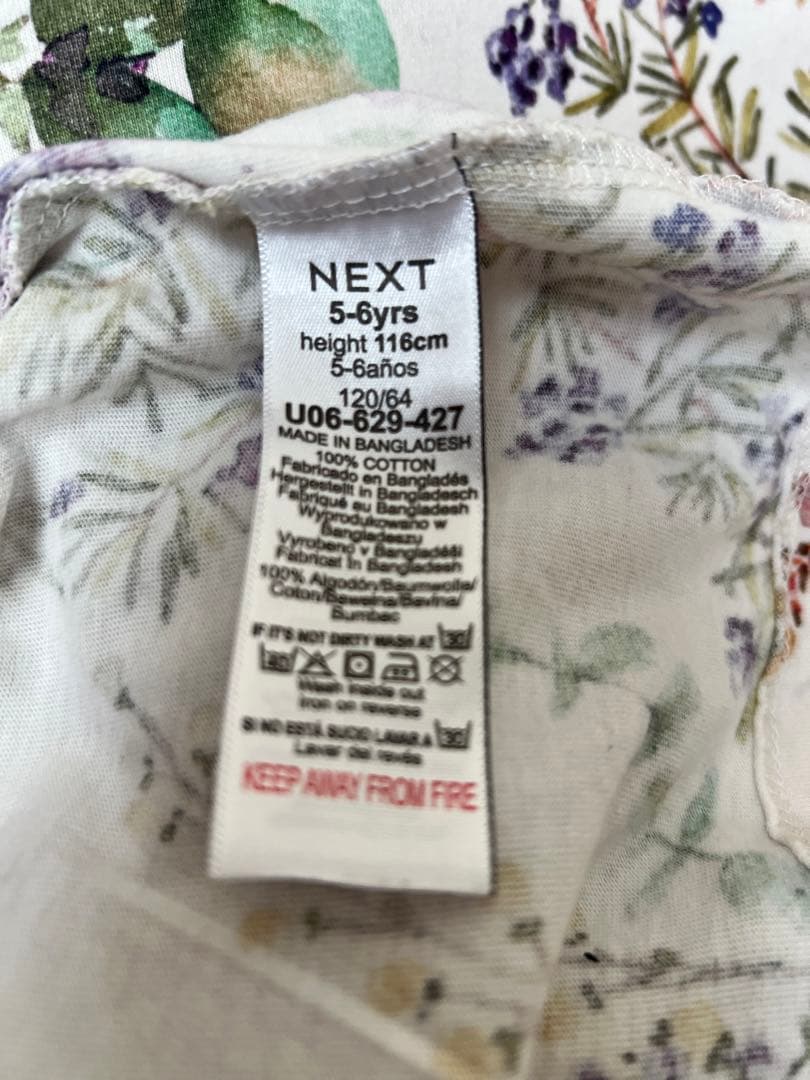 NEXT
5-6yrs
height 116cm
5-6años
120/64
U06-629-427
MADE IN BANGLADESH
100% COTTON
Fabricado en Bangladés
Hergestellt in Bangladesch
Fabriqué au Bangladesh
Wyprodukowano w
Bangladeszu
Vyrobeno v Bangladéši
Fabricat în Bangladesh
100% Algodón/Baumwolle/
Coton/Bawełna/Bavlna/
Bumbac
IF IT'S NOT DIRTY WASH AT 30
40
Wash inside out
Iron on reverse
SI NO ESTÁ SUCIO LAVAR A 30
Lavar del revés
KEEP AWAY FROM FIRE